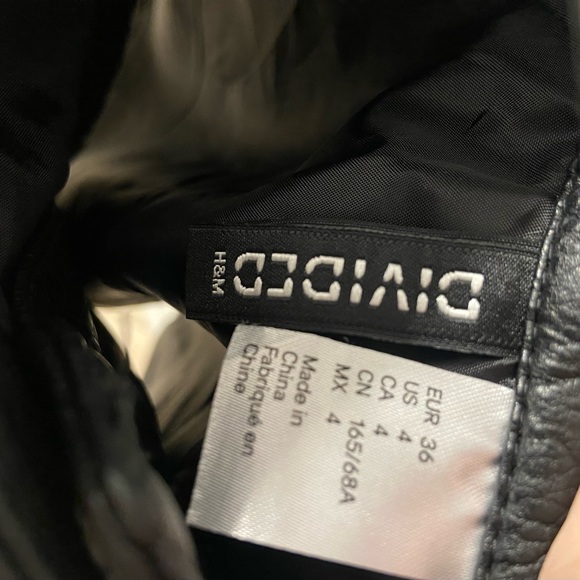 DIVIDED
H&M
EUR 36
US 4
CA 4
CN 165/68A
MX 4
Made in
China
Fabriqué en
Chine